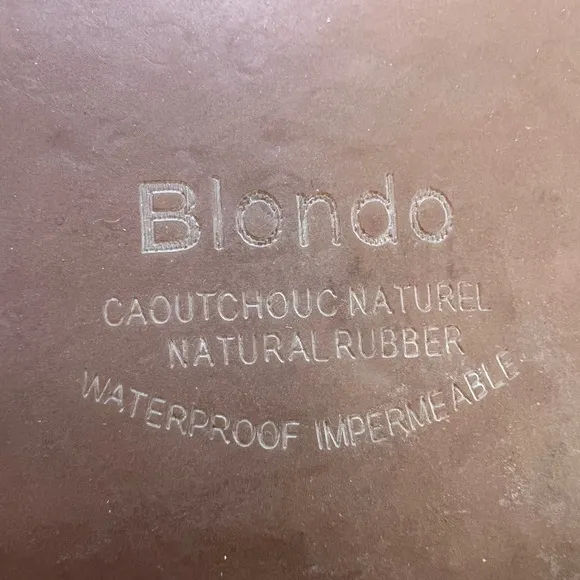 Blondo
CAOUTCHOUC NATUREL
NATURAL RUBBER
WATERPROOF IMPERMEABLE